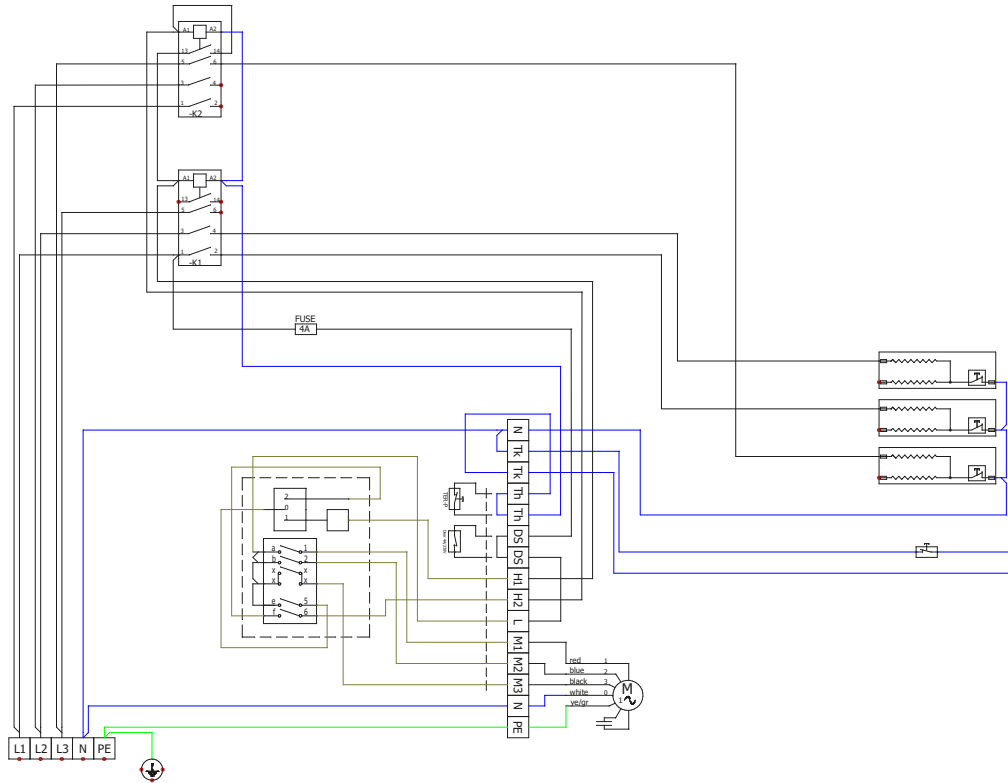 A1 A2
13 14
5 6
3 4
1 2
-K2
A1 A2
13 14
5 6
3 4
1 2
-K1
FUSE
4A
N
Tk
Tk
Th
Th
DS
DS
H1
H2
L
M1
M2
M3
N
PE
TBR-P
2
0
1
a 1
b 2
x x
x x
e 5
f 6
red 1
blue 2
black 3
white 0
ye/gr
M
1
L1 L2 L3 N PE